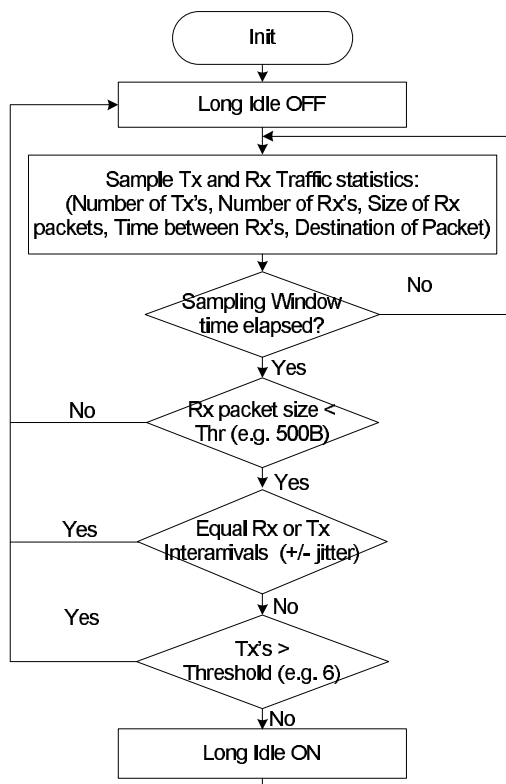 Init
Long Idle OFF
Sample Tx and Rx Traffic statistics:
(Number of Tx's, Number of Rx's, Size of Rx
packets, Time between Rx's, Destination of Packet)
No
Sampling Window
time elapsed?
Yes
No
Rx packet size <
Thr (e.g. 500B)
Yes
Yes
Equal Rx or Tx
Interarrivals (+/- jitter)
No
Yes
Tx's >
Threshold (e.g. 6)
No
Long Idle ON